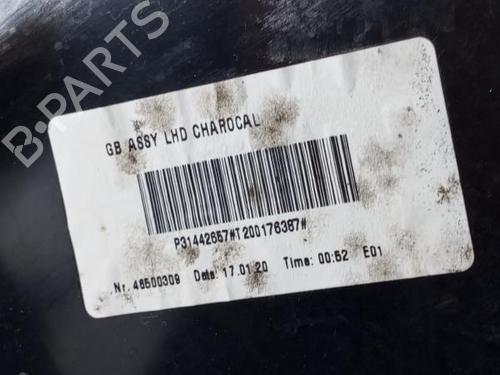 B-PARTS
GB ASSY LHD CHAROCAL
P31442657#T200176387#
Nr. 46500309 Date: 17.01.20 Time: 00:52 E01